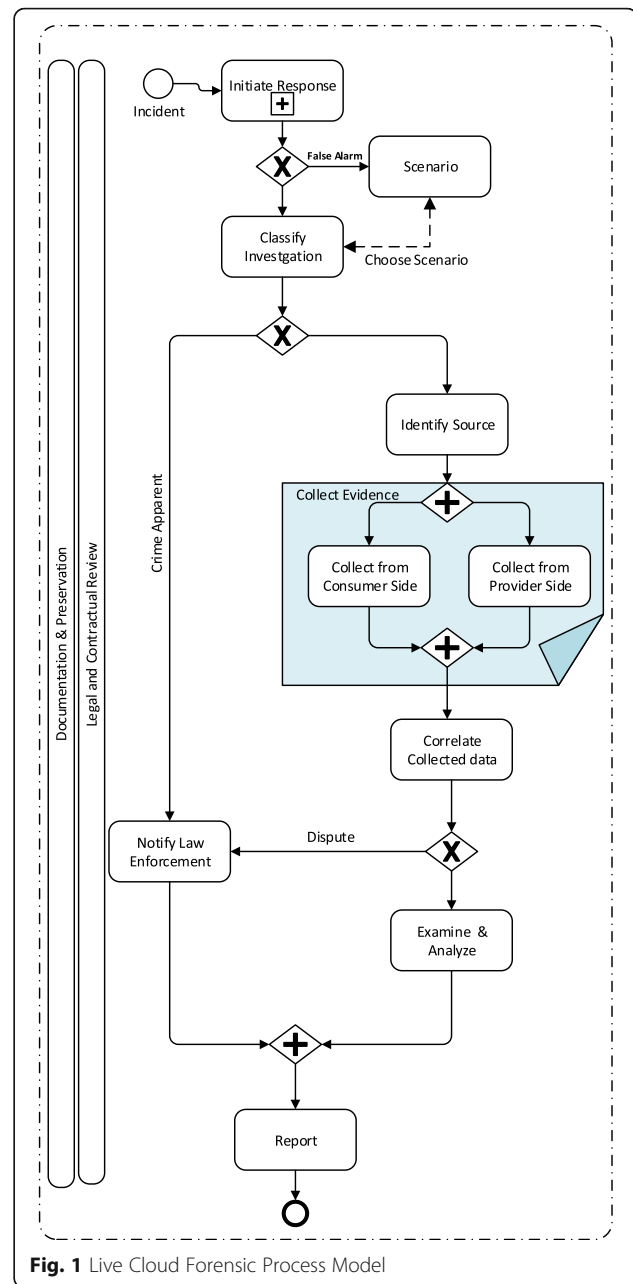 Incident
Initiate Response
False Alarm
Scenario
Classify
Investgation
Choose Scenario
Crime Apparent
Identify Source
Collect Evidence
Collect from
Consumer Side
Collect from
Provider Side
Documentation & Preservation
Legal and Contractual Review
Correlate
Collected data
Notify Law
Enforcement
Dispute
Examine &
Analyze
Report
Fig. 1 Live Cloud Forensic Process Model